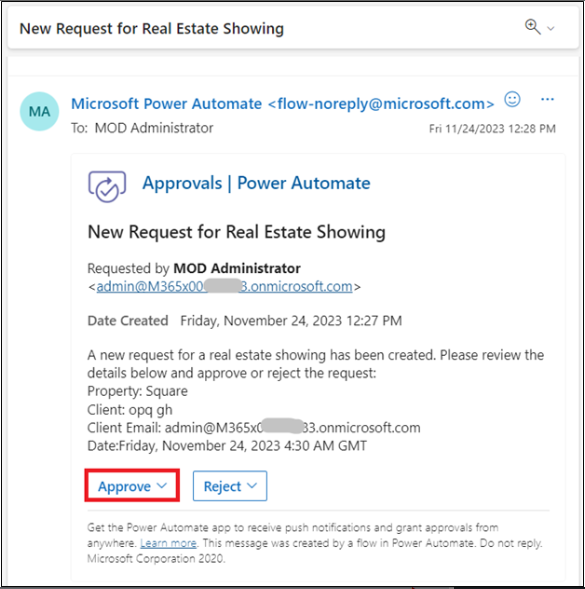 New Request for Real Estate Showing
MA
Microsoft Power Automate <flow-noreply@microsoft.com>
To: MOD Administrator
Fri 11/24/2023 12:28 PM
Approvals | Power Automate
New Request for Real Estate Showing
Requested by MOD Administrator
<admin@M365x00 3.onmicrosoft.com>
Date Created Friday, November 24, 2023 12:27 PM
A new request for a real estate showing has been created. Please review the
details below and approve or reject the request:
Property: Square
Client: opq gh
Client Email: admin@M365x0 33.onmicrosoft.com
Date:Friday, November 24, 2023 4:30 AM GMT
Approve
Reject
Get the Power Automate app to receive push notifications and grant approvals from
anywhere. Learn more. This message was created by a flow in Power Automate. Do not reply.
Microsoft Corporation 2020.